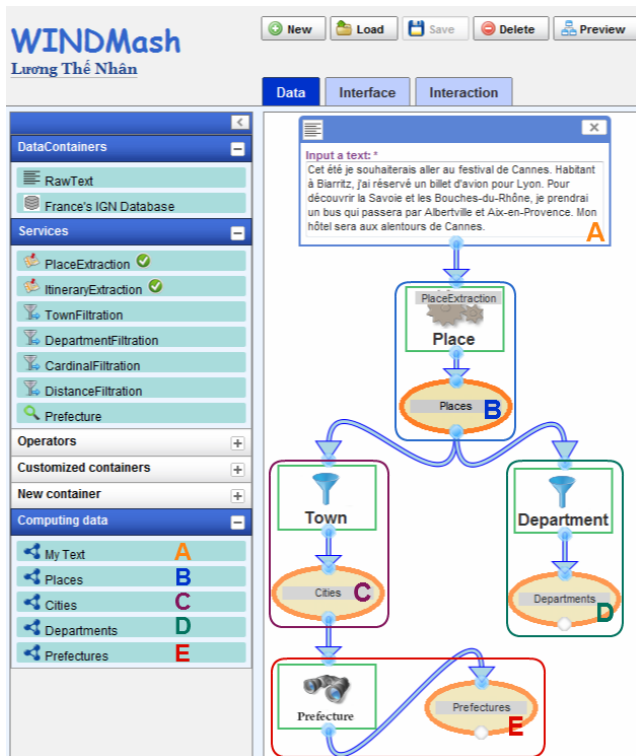 WINDMash
Lương Thế Nhân
New Load Save Delete Preview
Data Interface Interaction
DataContainers
RawText
France's IGN Database
Services
PlaceExtraction
ItineraryExtraction
TownFiltration
DepartmentFiltration
CardinalFiltration
DistanceFiltration
Prefecture
Operators
Customized containers
New container
Computing data
My Text A
Places B
Cities C
Departments D
Prefectures E
Input a text: *
Cet été je souhaiterais aller au festival de Cannes. Habitant
à Biarritz, j'ai réservé un billet d'avion pour Lyon. Pour
découvrir la Savoie et les Bouches-du-Rhône, je prendrai
un bus qui passera par Albertville et Aix-en-Provence. Mon
hôtel sera aux alentours de Cannes.
A
PlaceExtraction
Place
Places B
Town
Cities C
Department
Departments
D
Prefecture
Prefectures
E